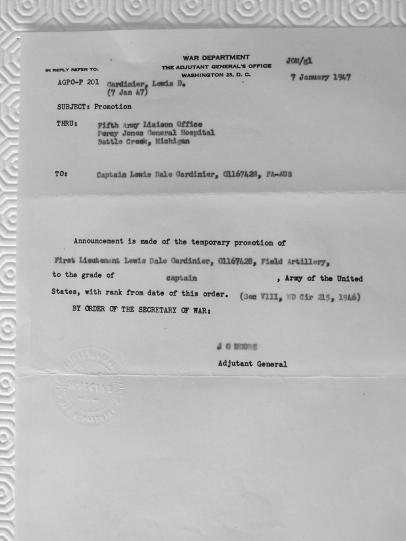 WAR DEPARTMENT
THE ADJUTANT GENERAL'S OFFICE
WASHINGTON 25, D. C.
JCM/gl
7 January 1947
IN REPLY REFER TO:
AGPO-P 201 Gardinier, Lewis D.
(7 Jan 47)
SUBJECT: Promotion
THRU: Fifth Army Liaison Office
Percy Jones General Hospital
Battle Creek, Michigan
TO: Captain Lewis Dale Gardinier, O1167428, FA-AUS
Announcement is made of the temporary promotion of
First Lieutenant Lewis Dale Gardinier, O1167428, Field Artillery,
to the grade of captain , Army of the United
States, with rank from date of this order. (Sec VIII, WD Cir 215, 1946)
BY ORDER OF THE SECRETARY OF WAR:
J C MOORE
Adjutant General